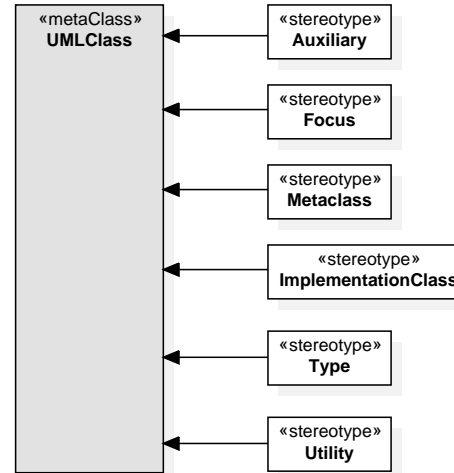 «metaClass»
UMLClass
«stereotype»
Auxiliary
«stereotype»
Focus
«stereotype»
Metaclass
«stereotype»
ImplementationClass
«stereotype»
Type
«stereotype»
Utility